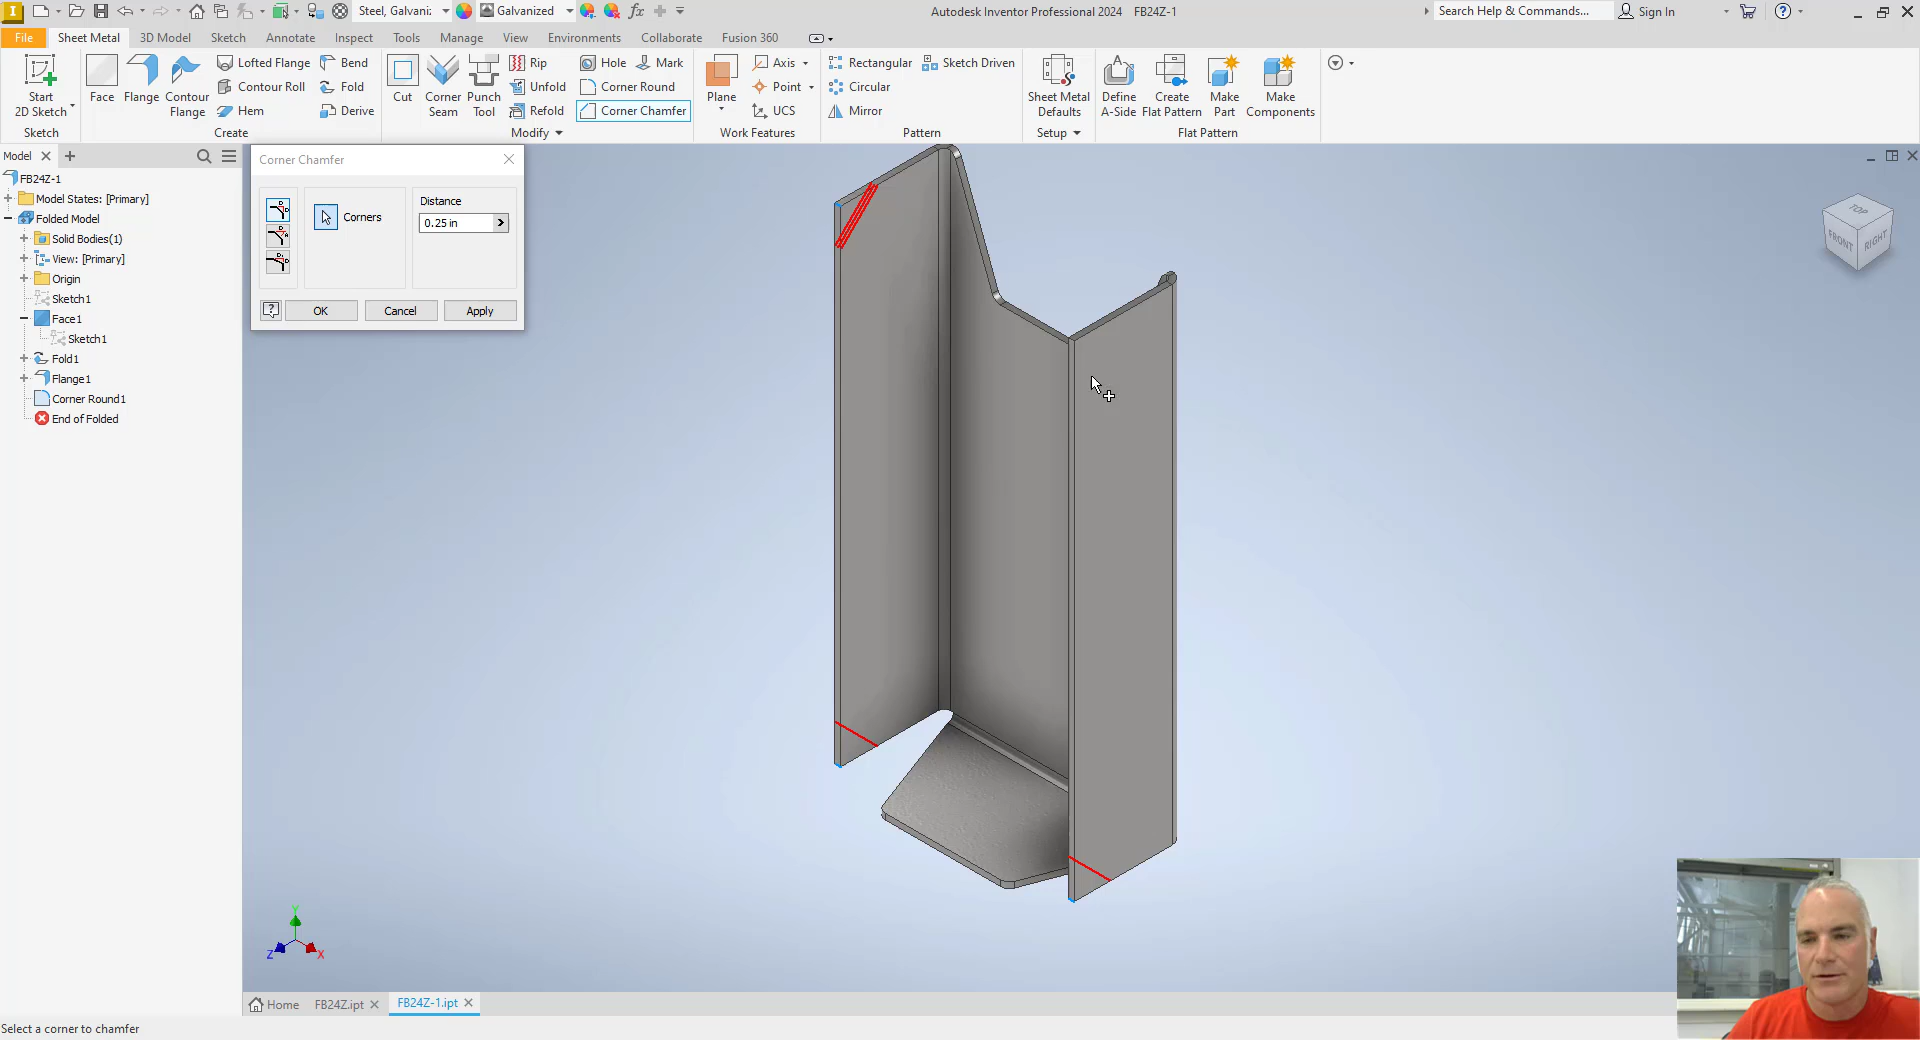 I
Steel, Galvani:
Galvanized
fx
Autodesk Inventor Professional 2024 FB24Z-1
Search Help & Commands...
Sign In
?
File
Sheet Metal
3D Model
Sketch
Annotate
Inspect
Tools
Manage
View
Environments
Collaborate
Fusion 360
Start
2D Sketch
Sketch
Face
Flange
Contour
Flange
Lofted Flange
Contour Roll
Hem
Bend
Fold
Derive
Create
Cut
Corner
Seam
Punch
Tool
Rip
Unfold
Refold
Hole
Mark
Corner Round
Corner Chamfer
Modify
Plane
Axis
Point
UCS
Work Features
Rectangular
Circular
Mirror
Sketch Driven
Pattern
Sheet Metal
Defaults
Setup
Define
A-Side
Create
Flat Pattern
Make
Part
Make
Components
Flat Pattern
Model
FB24Z-1
Model States: [Primary]
Folded Model
Solid Bodies(1)
View: [Primary]
Origin
Sketch1
Face1
Sketch1
Fold1
Flange1
Corner Round1
End of Folded
Corner Chamfer
Corners
Distance
0.25 in
?
OK
Cancel
Apply
TOP
FRONT
RIGHT
Y
Z
X
Home
FB24Z.ipt
FB24Z-1.ipt
Select a corner to chamfer